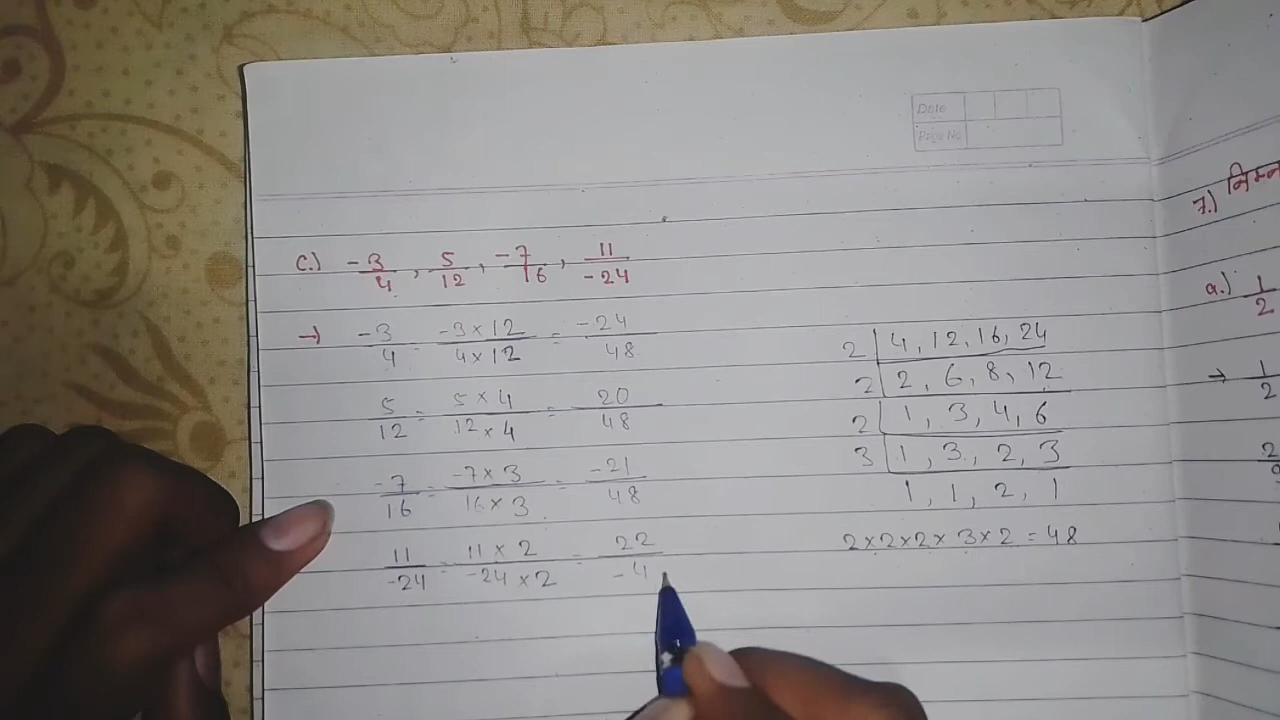 Date
Page No
c.) -3/4, 5/12, -7/16, 11/-24
→ -3/4 = -3×12/4×12 = -24/48
5/12 = 5×4/12×4 = 20/48
-7/16 = -7×3/16×3 = -21/48
11/-24 = 11×2/-24×2 = 22/-4
2 | 4, 12, 16, 24
2 | 2, 6, 8, 12
2 | 1, 3, 4, 6
3 | 1, 3, 2, 3
1, 1, 2, 1
2×2×2×3×2=48
7.) निम्न
a.) 1/2
→ 1/2
2